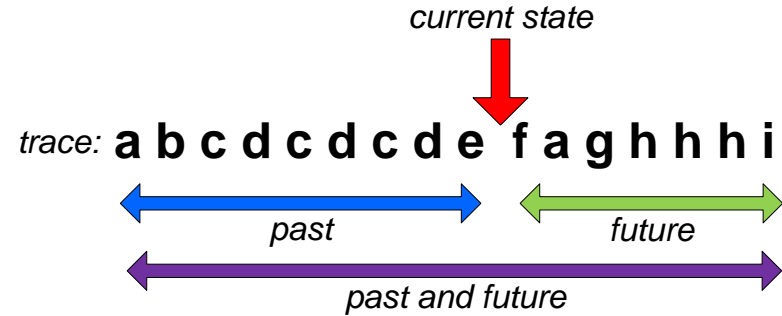 current state
trace: a b c d c d c d e f a g h h h i
past
future
past and future